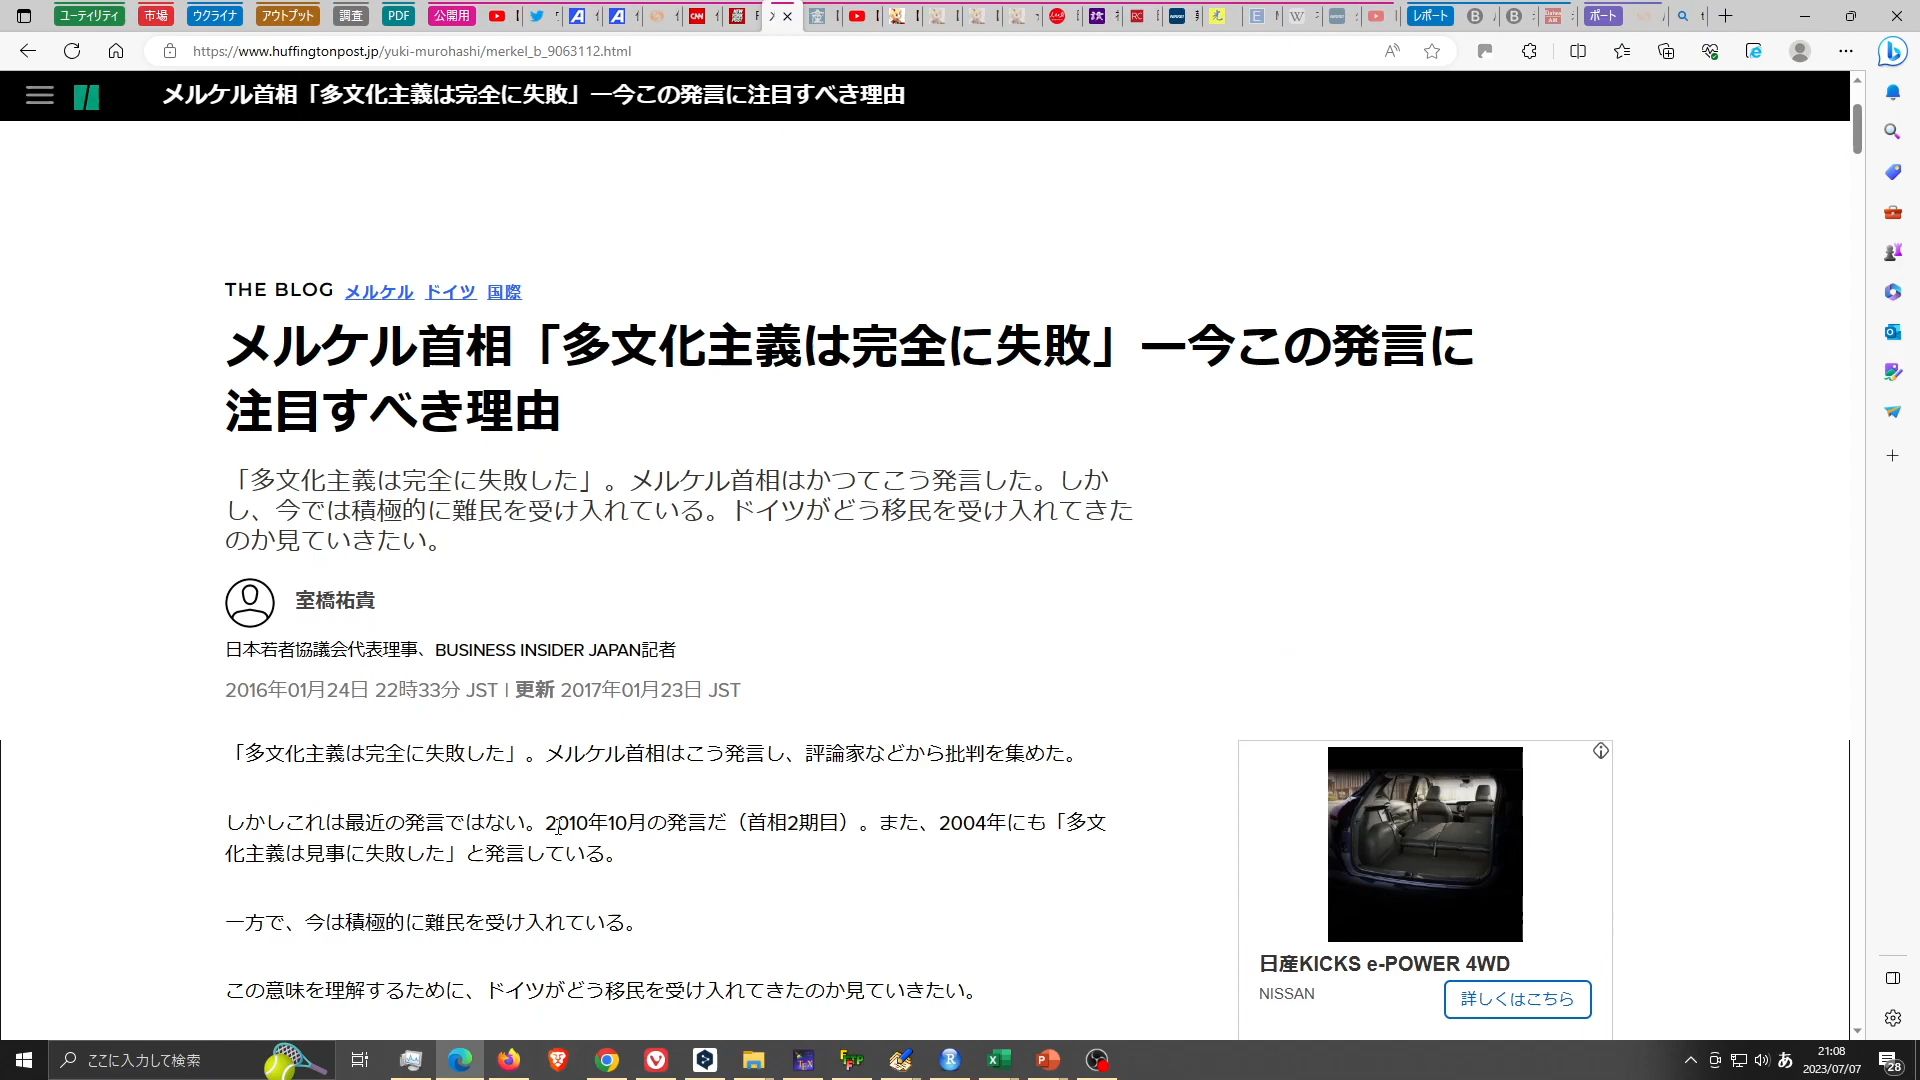 ユーティリティ 市場 ウクライナ アウトプット 調査 PDF 公開用 レポート ポート
https://www.huffingtonpost.jp/yuki-murohashi/merkel_b_9063112.html
メルケル首相「多文化主義は完全に失敗」―今この発言に注目すべき理由
THE BLOG メルケル ドイツ 国際
メルケル首相「多文化主義は完全に失敗」―今この発言に
注目すべき理由
「多文化主義は完全に失敗した」。メルケル首相はかつてこう発言した。しか
し、今では積極的に難民を受け入れている。ドイツがどう移民を受け入れてきた
のか見ていきたい。
室橋祐貴
日本若者協議会代表理事、BUSINESS INSIDER JAPAN記者
2016年01月24日 22時33分 JST | 更新 2017年01月23日 JST
「多文化主義は完全に失敗した」。メルケル首相はこう発言し、評論家などから批判を集めた。
しかしこれは最近の発言ではない。2010年10月の発言だ（首相2期目）。また、2004年にも「多文
化主義は見事に失敗した」と発言している。
一方で、今は積極的に難民を受け入れている。
この意味を理解するために、ドイツがどう移民を受け入れてきたのか見ていきたい。
日産KICKS e-POWER 4WD
NISSAN
詳しくはこちら
ここに入力して検索
あ
21:08
2023/07/07
28